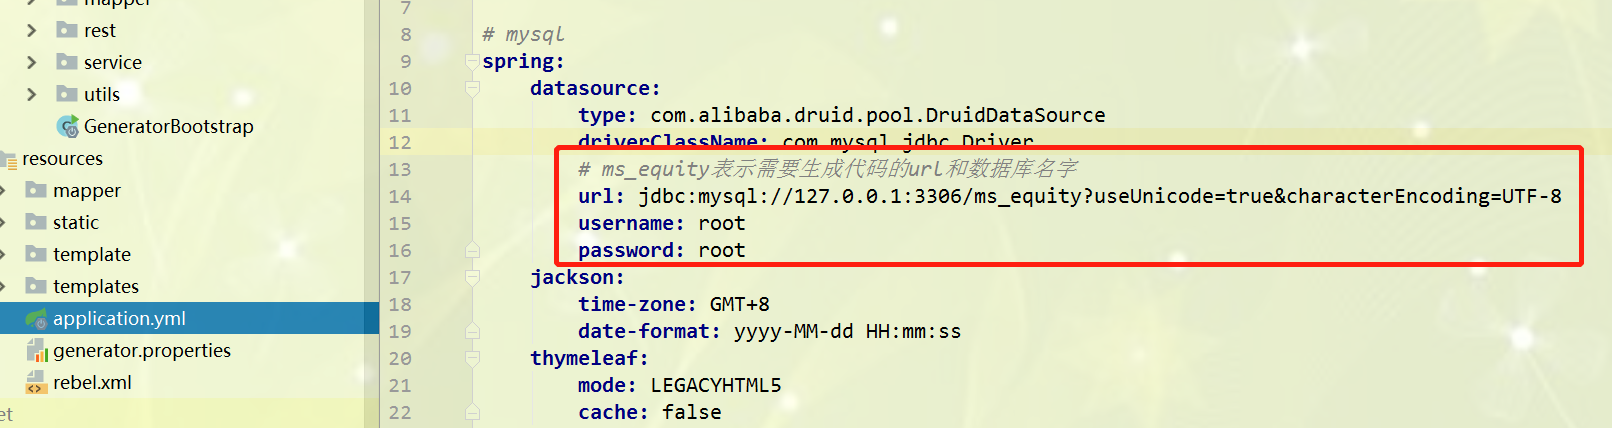 mapper
rest
service
utils
GeneratorBootstrap
resources
mapper
static
template
templates
application.yml
generator.properties
rebel.xml
et
7
8 # mysql
9 spring:
10 datasource:
11 type: com.alibaba.druid.pool.DruidDataSource
12 driverClassName: com.mysql.jdbc.Driver
13 # ms_equity表示需要生成代码的url和数据库名字
14 url: jdbc:mysql://127.0.0.1:3306/ms_equity?useUnicode=true&characterEncoding=UTF-8
15 username: root
16 password: root
17 jackson:
18 time-zone: GMT+8
19 date-format: yyyy-MM-dd HH:mm:ss
20 thymeleaf:
21 mode: LEGACYHTML5
22 cache: false